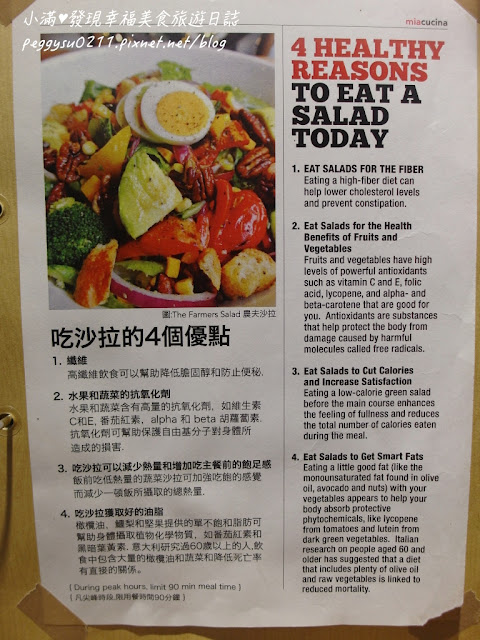 小滿♥發現幸福美食旅遊日誌
peggysu0217.pixnet.net/blog
miacucina
4 HEALTHY
REASONS
TO EAT A
SALAD
TODAY
1. EAT SALADS FOR THE FIBER
Eating a high-fiber diet can
help lower cholesterol levels
and prevent constipation.
2. Eat Salads for the Health
Benefits of Fruits and
Vegetables
Fruits and vegetables have high
levels of powerful antioxidants
such as vitamin C and E, folic
acid, lycopene, and alpha- and
beta-carotene that are good for
you. Antioxidants are substances
that help protect the body from
damage caused by harmful
molecules called free radicals.
3. Eat Salads to Cut Calories
and Increase Satisfaction
Eating a low-calorie green salad
before the main course enhances
the feeling of fullness and reduces
the total number of calories eaten
during the meal.
4. Eat Salads to Get Smart Fats
Eating a little good fat (like the
monounsaturated fat found in olive
oil, avocado and nuts) with your
vegetables appears to help your
body absorb protective
phytochemicals, like lycopene
from tomatoes and lutein from
dark green vegetables. Italian
research on people aged 60 and
older has suggested that a diet
that includes plenty of olive oil
and raw vegetables is linked to
reduced mortality.
圖:The Farmers Salad 農夫沙拉
吃沙拉的4個優點
1. 纖維
高纖維飲食可以幫助降低膽固醇和防止便秘.
2. 水果和蔬菜的抗氧化劑
水果和蔬菜含有高量的抗氧化劑, 如維生素
C和E, 番茄紅素, alpha 和 beta 胡蘿蔔素.
抗氧化劑可幫助保護自由基分子對身體所
造成的損害.
3. 吃沙拉可以減少熱量和增加吃主餐前的飽足感
飯前吃低熱量的蔬菜沙拉可加強吃飽的感覺
而減少一頓飯所攝取的總熱量.
4. 吃沙拉獲取好的油脂
橄欖油, 鱷梨和堅果提供的單不飽和脂肪可
幫助身體攝取植物化學物質, 如番茄紅素和
黑暗葉黃素. 意大利研究過60歲以上的人,飲
食中包含大量的橄欖油和蔬菜和降低死亡率
有直接的關係。
{ During peak hours, limit 90 min meal time }
{ 凡尖峰時段,限用餐時間90分鐘 }